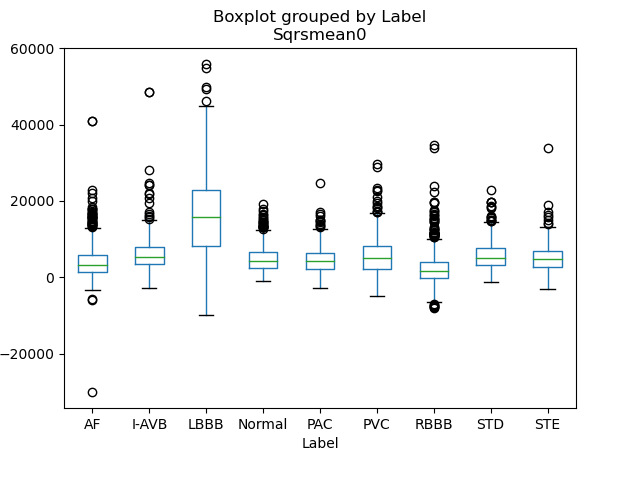 Boxplot grouped by Label
Sqrsmean0
60000
40000
20000
0
−20000
AF I-AVB LBBB Normal PAC PVC RBBB STD STE
Label